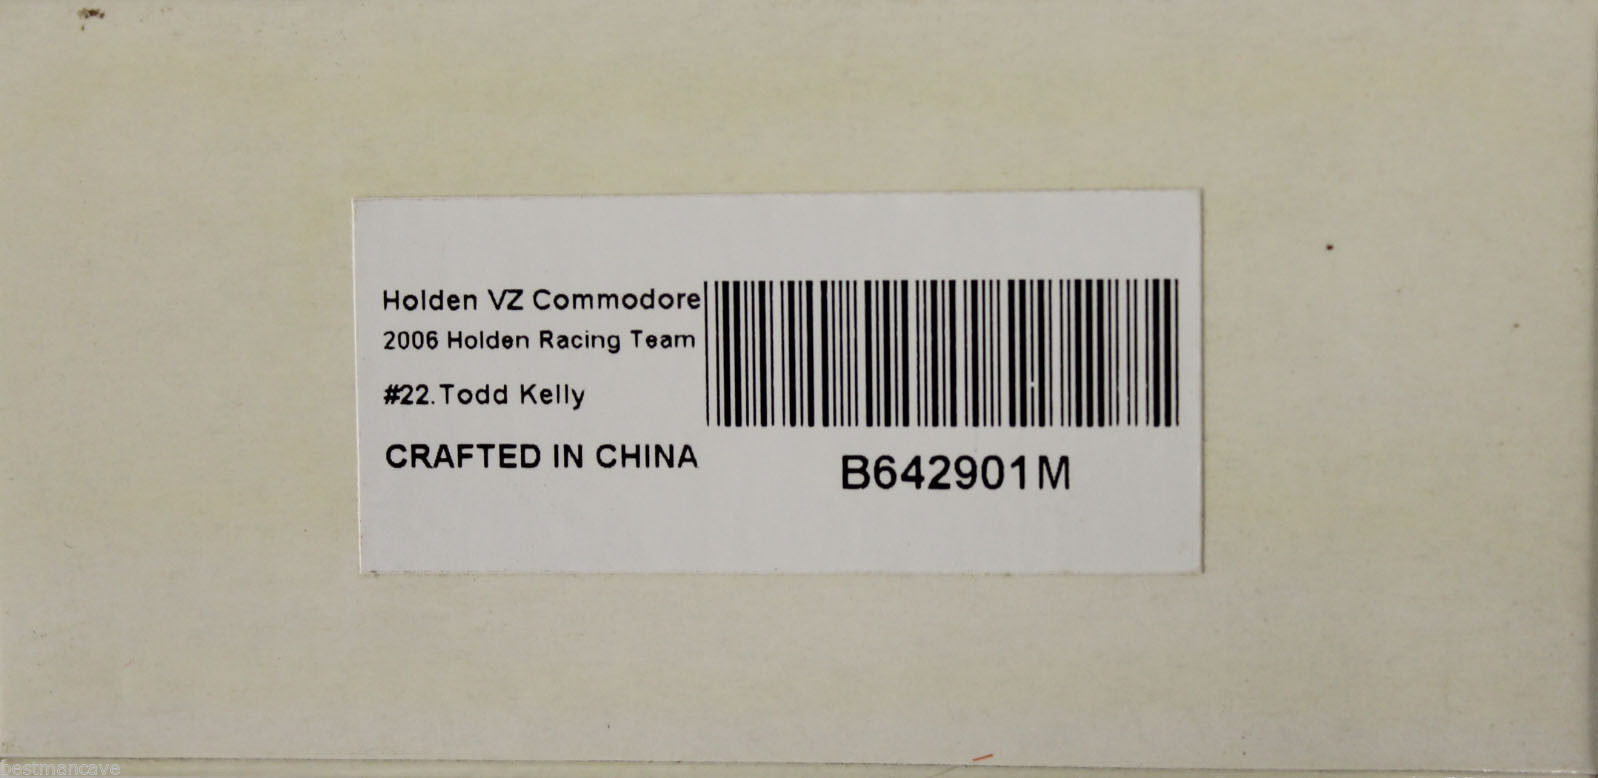 Holden VZ Commodore
2006 Holden Racing Team
#22.Todd Kelly
CRAFTED IN CHINA
B642901M
bestmancave